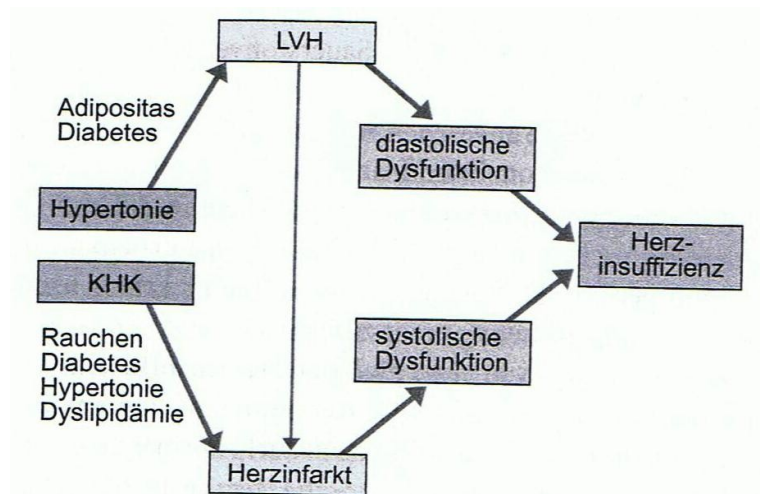 LVH
Adipositas
Diabetes
diastolische
Dysfunktion
Hypertonie
Herz-
insuffizienz
KHK
Rauchen
Diabetes
Hypertonie
Dyslipidämie
systolische
Dysfunktion
Herzinfarkt